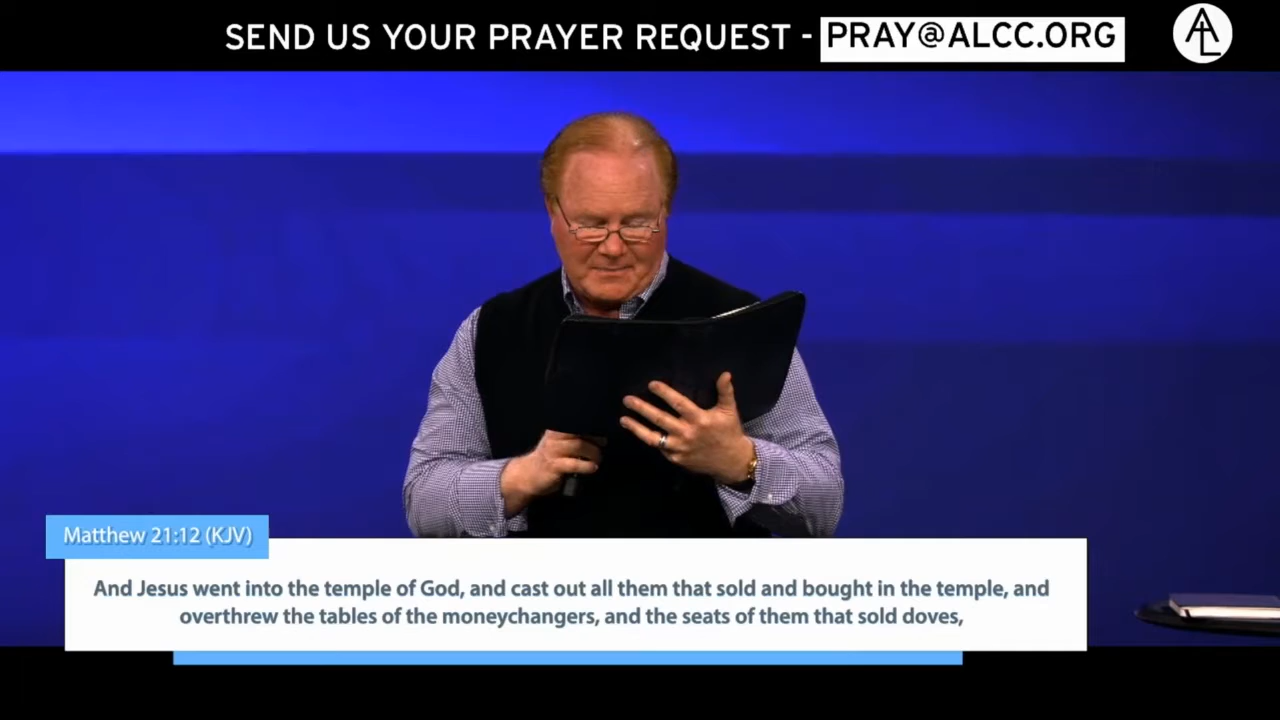 SEND US YOUR PRAYER REQUEST - PRAY@ALCC.ORG
ATL
Matthew 21:12 (KJV)
And Jesus went into the temple of God, and cast out all them that sold and bought in the temple, and
overthrew the tables of the moneychangers, and the seats of them that sold doves,